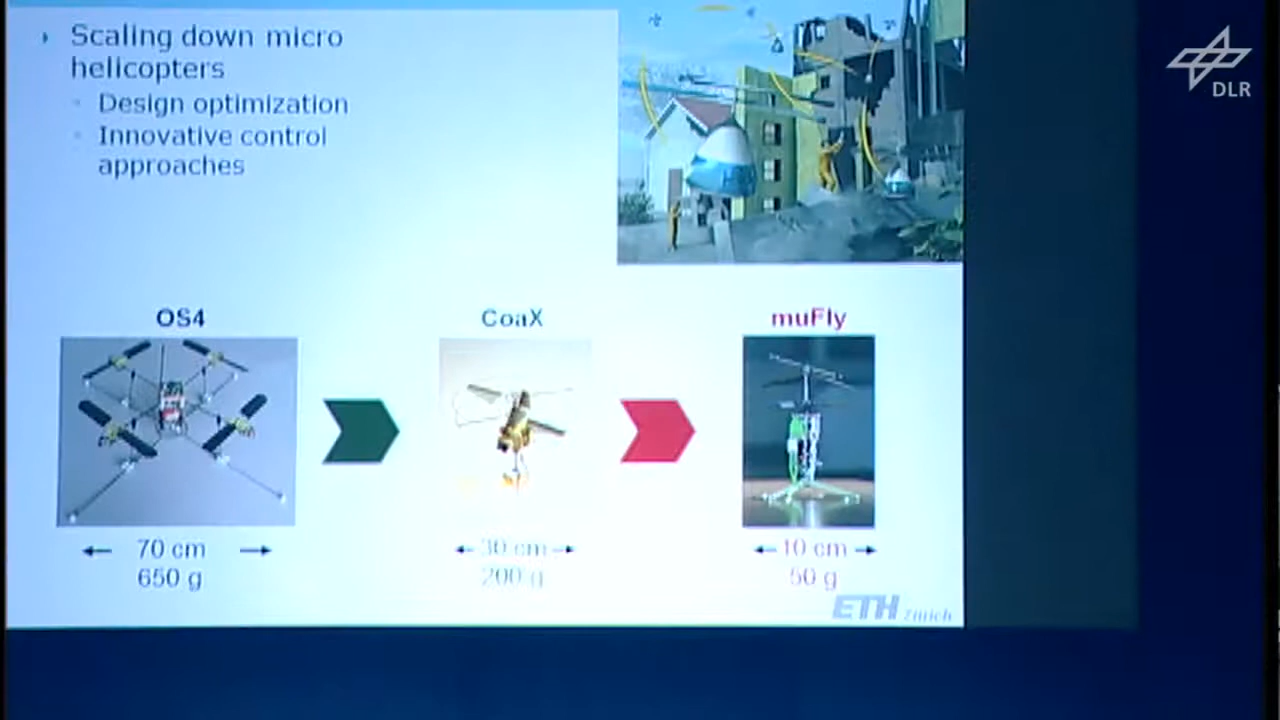 Scaling down micro
helicopters
Design optimization
Innovative control
approaches
DLR
OS4
CoaX
muFly
70 cm
650 g
30 cm
200 g
10 cm
50 g
ETH Zürich